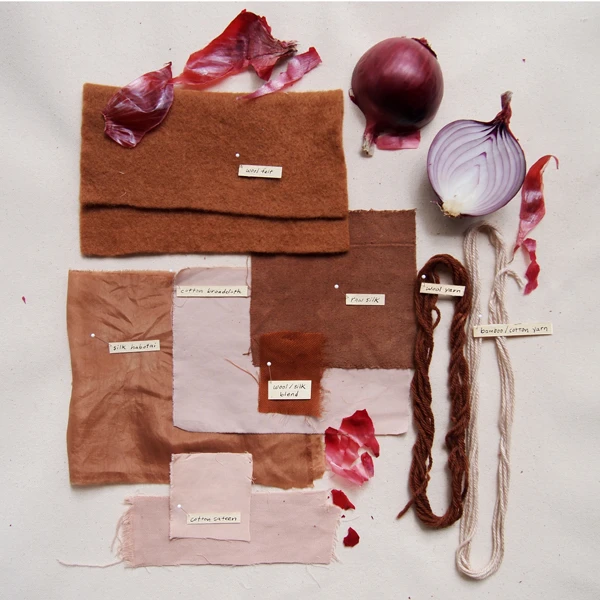 wool felt
cotton broadcloth
wool yarn
raw silk
bamboo/cotton yarn
silk habotai
wool/silk
blend
cotton sateen